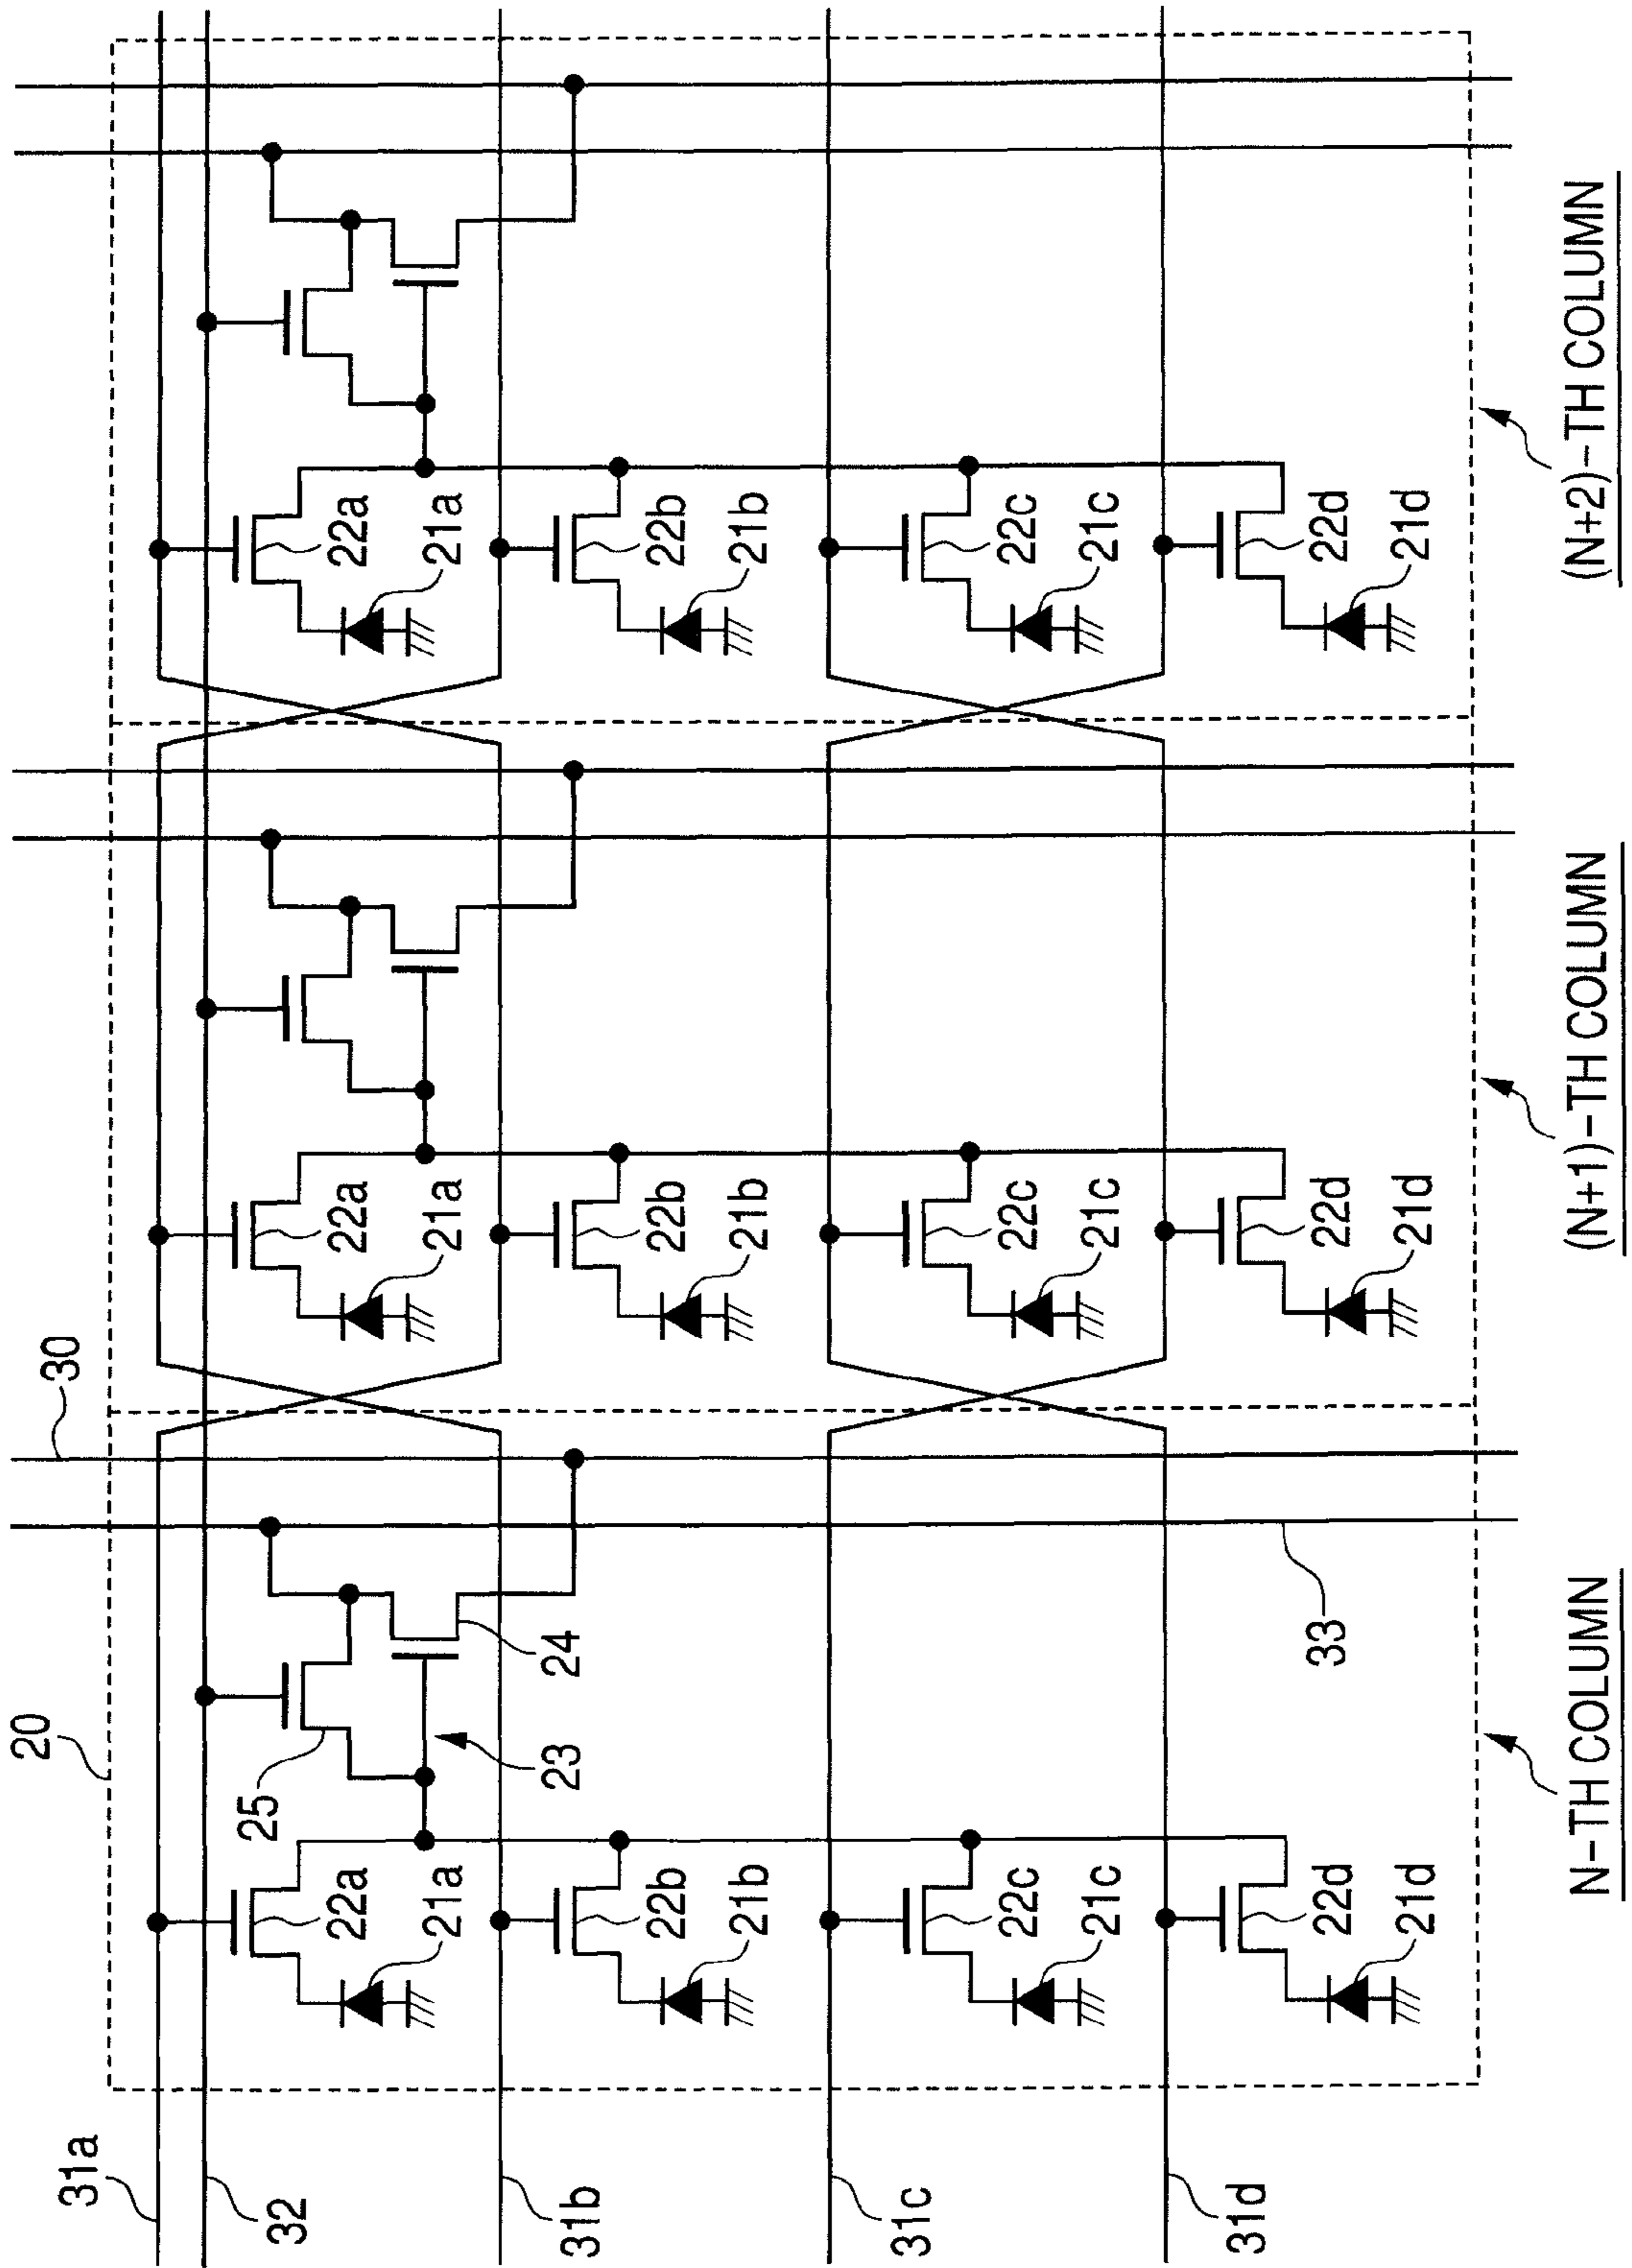 20
30
31a
25
32
22a
22a
22a
21a
21a
21a
23
24
31b
22b
22b
22b
21b
21b
21b
31c
22c
22c
22c
21c
21c
21c
31d
22d
33
22d
22d
21d
21d
21d
N-TH COLUMN
(N+1)-TH COLUMN
(N+2)-TH COLUMN